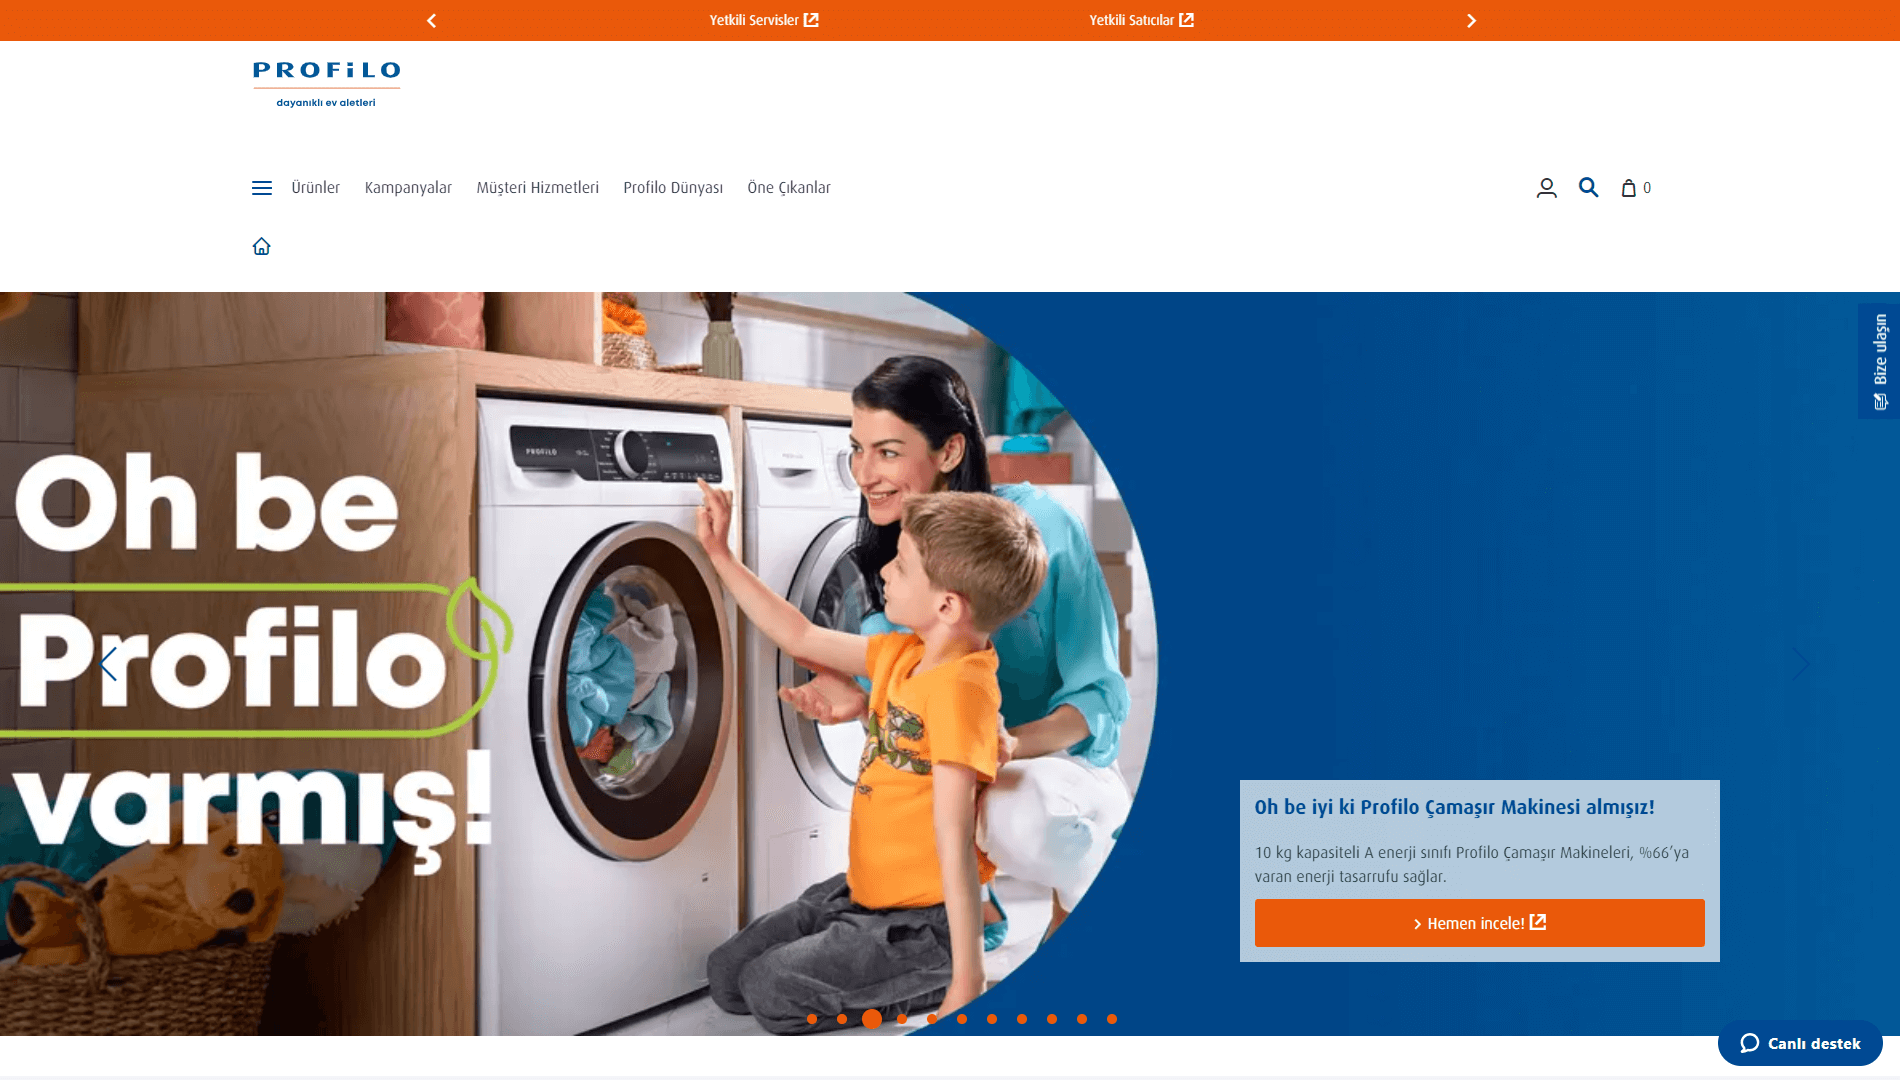 Yetkili Servisler
Yetkili Satıcılar
PROFiLO
dayanıklı ev aletleri
Ürünler
Kampanyalar
Müşteri Hizmetleri
Profilo Dünyası
Öne Çıkanlar
0
Bize ulaşın
PROFiLO
Oh be
Profilo
varmış!
Oh be iyi ki Profilo Çamaşır Makinesi almışız!
10 kg kapasiteli A enerji sınıfı Profilo Çamaşır Makineleri, %66’ya
varan enerji tasarrufu sağlar.
Hemen incele!
Canlı destek